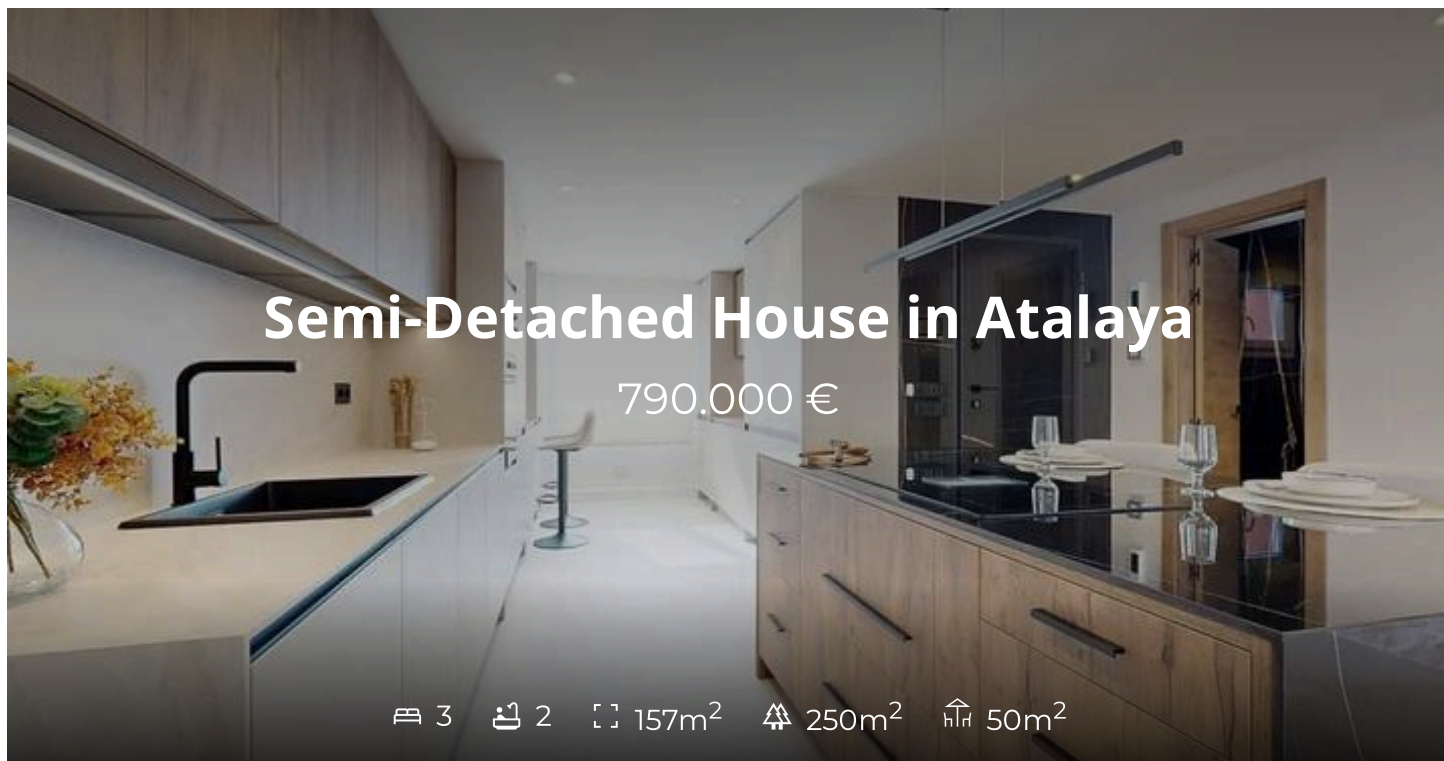 Semi-Detached House in Atalaya
790.000 €
3 2 157m² 250m² 50m²